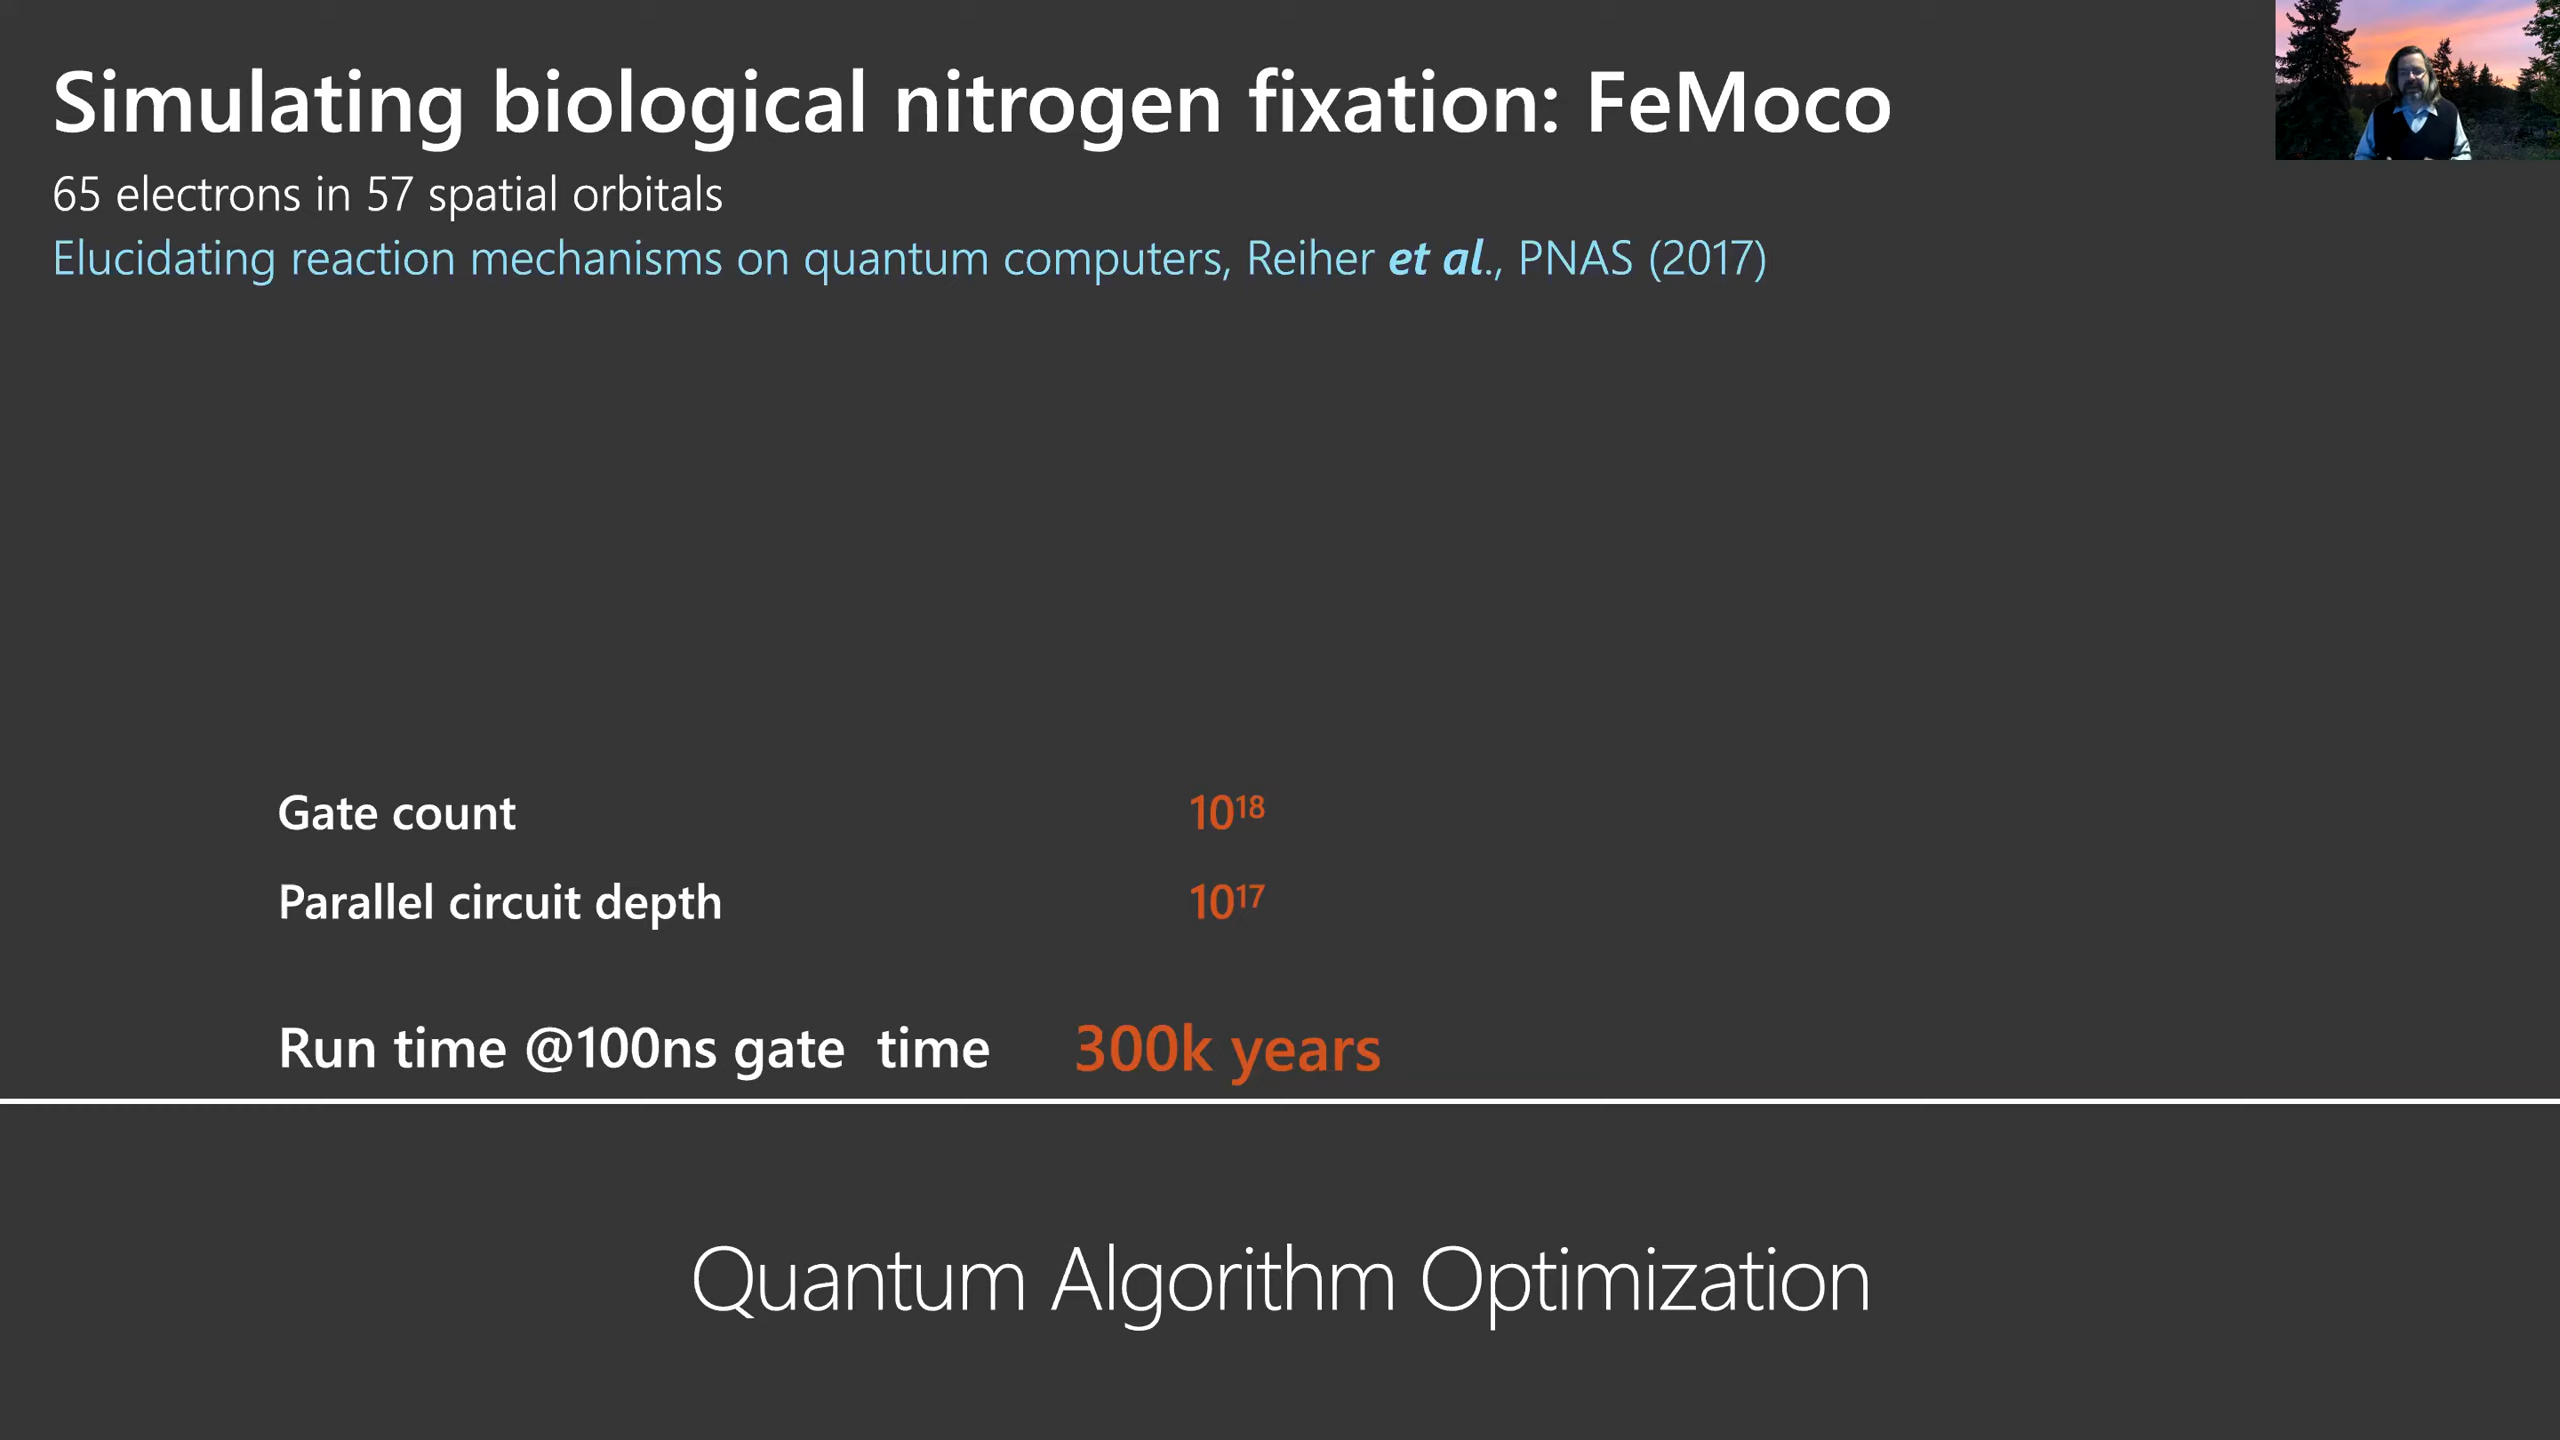 Simulating biological nitrogen fixation: FeMoco
65 electrons in 57 spatial orbitals
Elucidating reaction mechanisms on quantum computers, Reiher et al., PNAS (2017)
Gate count 10¹⁸
Parallel circuit depth 10¹⁷
Run time @100ns gate time 300k years
Quantum Algorithm Optimization